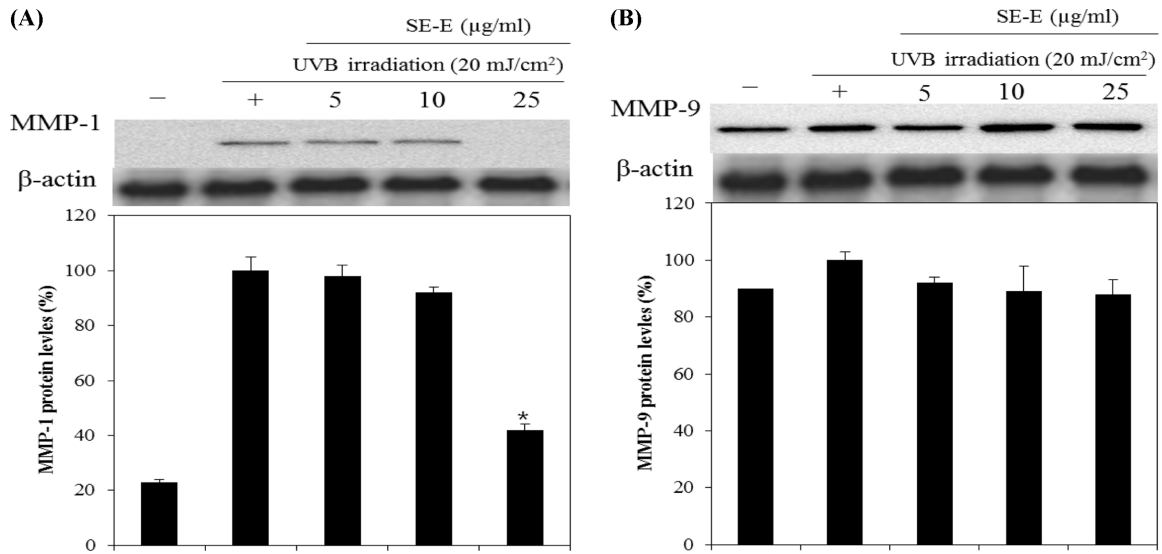 (A)
SE-E (μg/ml)
UVB irradiation (20 mJ/cm²)
− + 5 10 25
MMP-1
β-actin
MMP-1 protein levles (%)
120
100
80
60
40
20
0
*
(B)
SE-E (μg/ml)
UVB irradiation (20 mJ/cm²)
− + 5 10 25
MMP-9
β-actin
MMP-9 protein levles (%)
120
100
80
60
40
20
0